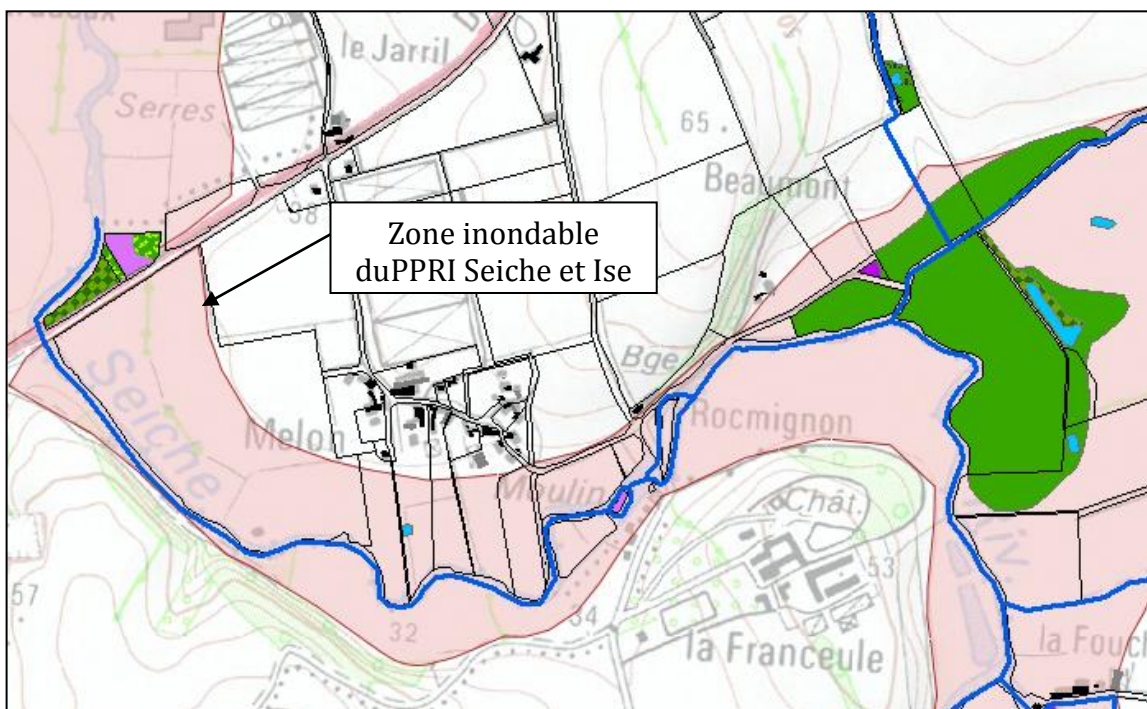 le Jarril
Serres
65
Beaumont
58
Zone inondable
duPPRI Seiche et Ise
Bge
Seiche
Melon
Rocmignon
Moulin
Chât.
Riv.
53
57
34
32
la Franceule
la Fouch